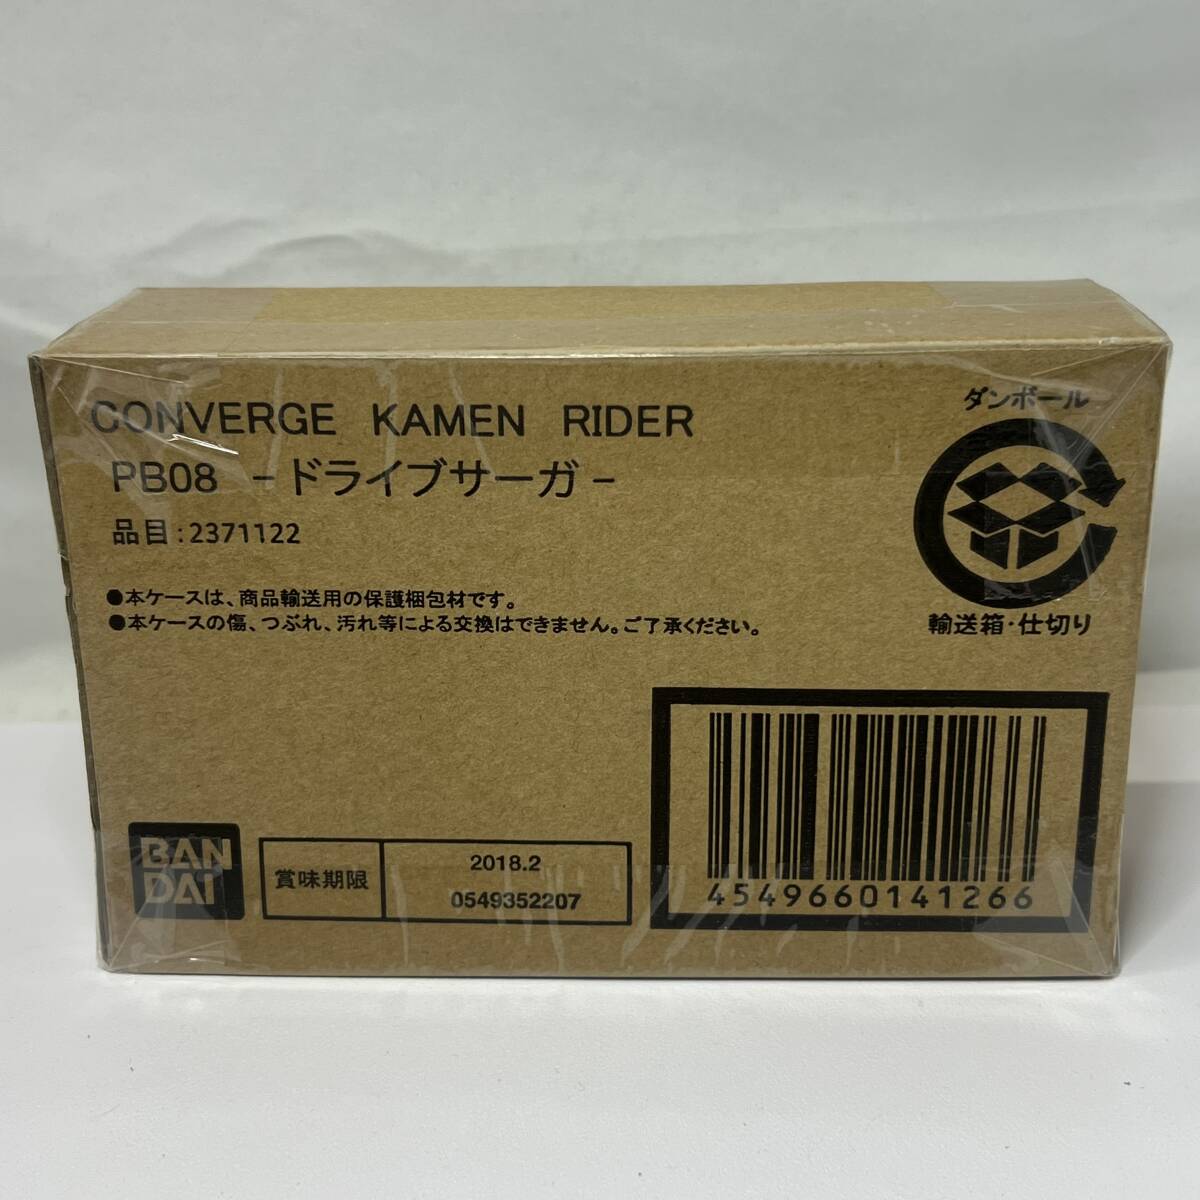 CONVERGE KAMEN RIDER
PB08 −ドライブサーガ−
品目:2371122
●本ケースは、商品輸送用の保護梱包材です。
●本ケースの傷、つぶれ、汚れ等による交換はできません。ご了承ください。
ダンボール
輸送箱・仕切り
BAN
DAI
賞味期限
2018.2
0549352207
4549660141266